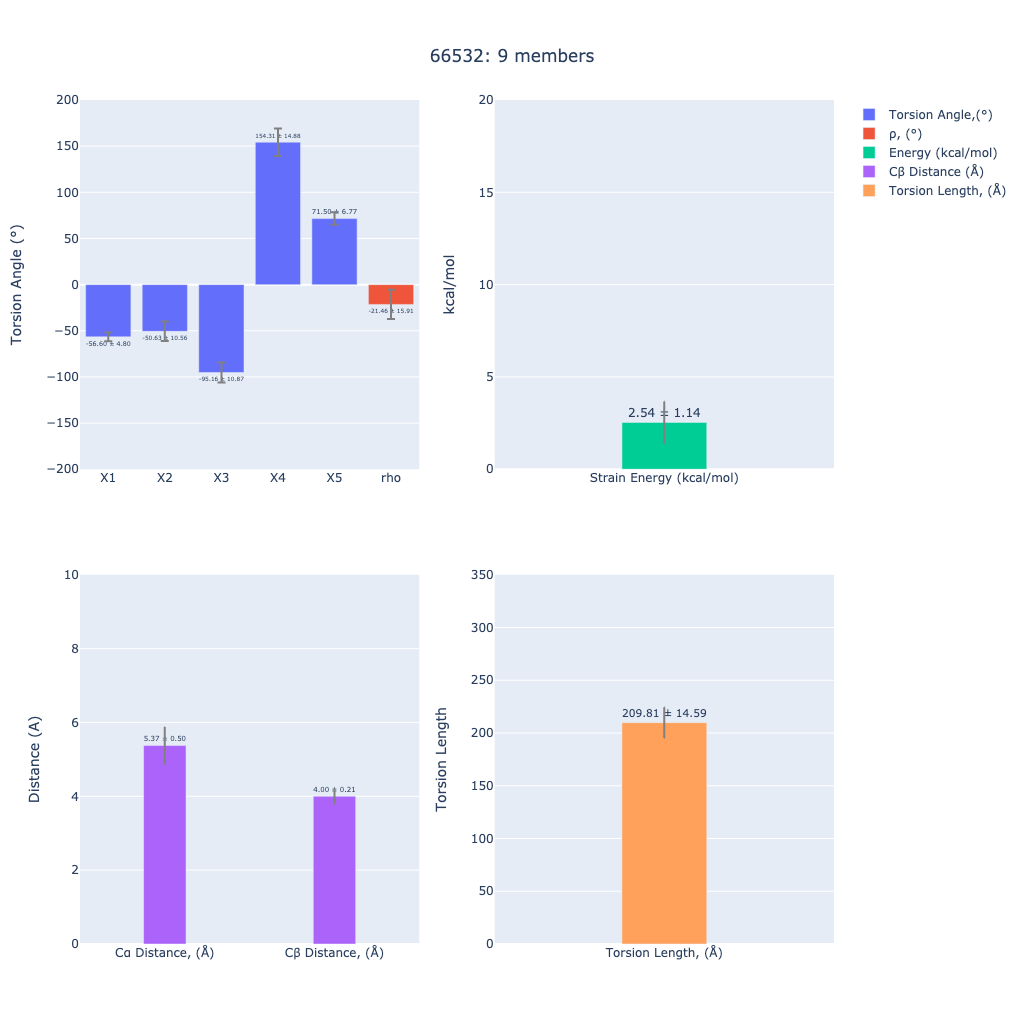 66532: 9 members
Torsion Angle (°)
200
150
100
50
0
−50
−100
−150
−200
154.31 ± 14.88
71.50 ± 6.77
-21.46 ± 15.91
-56.60 ± 4.80
-50.63 ± 10.56
-95.16 ± 10.87
X1 X2 X3 X4 X5 rho
kcal/mol
20
15
10
5
0
2.54 ± 1.14
Strain Energy (kcal/mol)
Torsion Angle,(°)
ρ, (°)
Energy (kcal/mol)
Cβ Distance (Å)
Torsion Length, (Å)
Distance (A)
10
8
6
4
2
0
5.37 ± 0.50
4.00 ± 0.21
Cα Distance, (Å) Cβ Distance, (Å)
Torsion Length
350
300
250
200
150
100
50
0
209.81 ± 14.59
Torsion Length, (Å)